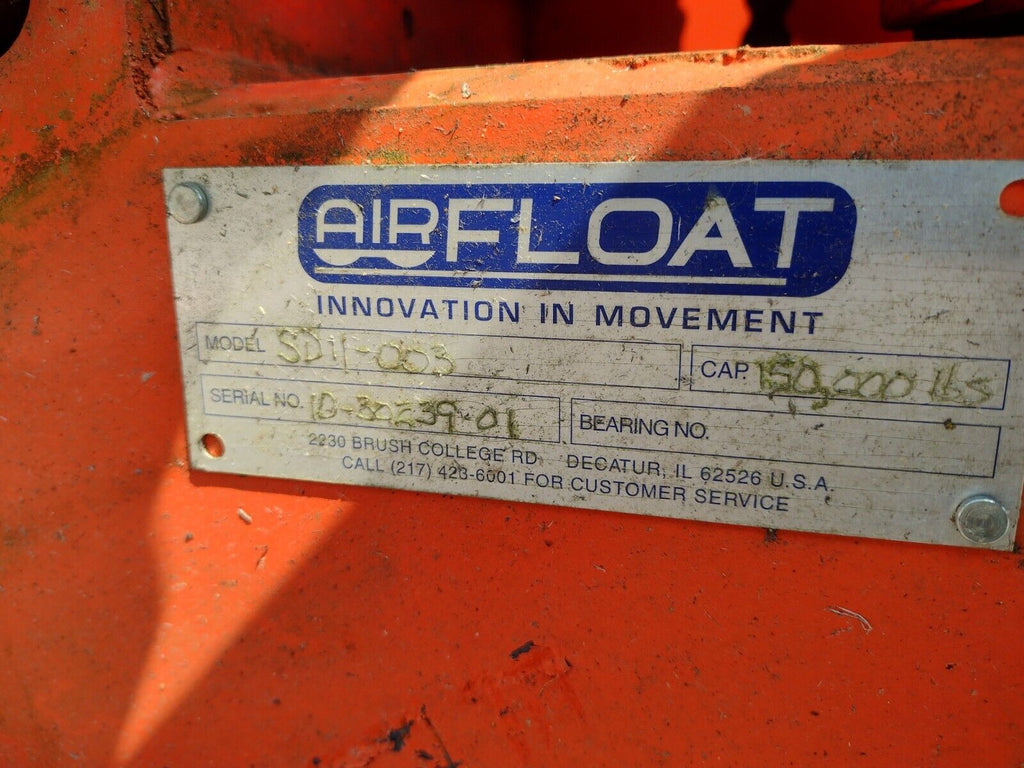 AIRFLOAT
INNOVATION IN MOVEMENT
MODEL SD11-003 CAP. 150,000 lbs
SERIAL NO. 10-30239-01 BEARING NO.
2230 BRUSH COLLEGE RD. DECATUR, IL 62526 U.S.A.
CALL (217) 423-6001 FOR CUSTOMER SERVICE